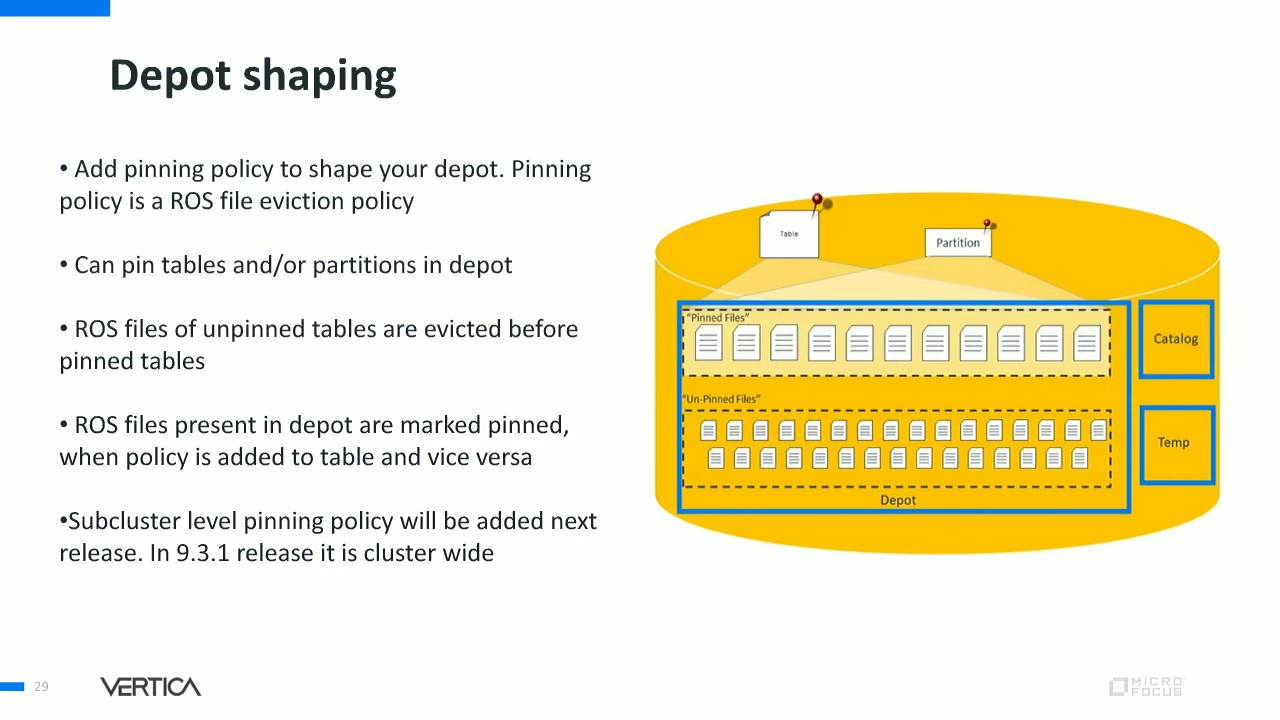 Depot shaping
• Add pinning policy to shape your depot. Pinning
policy is a ROS file eviction policy
• Can pin tables and/or partitions in depot
• ROS files of unpinned tables are evicted before
pinned tables
• ROS files present in depot are marked pinned,
when policy is added to table and vice versa
•Subcluster level pinning policy will be added next
release. In 9.3.1 release it is cluster wide
Table
Partition
"Pinned Files"
Catalog
"Un-Pinned Files"
Temp
Depot
29
VERTICA
MICRO
FOCUS